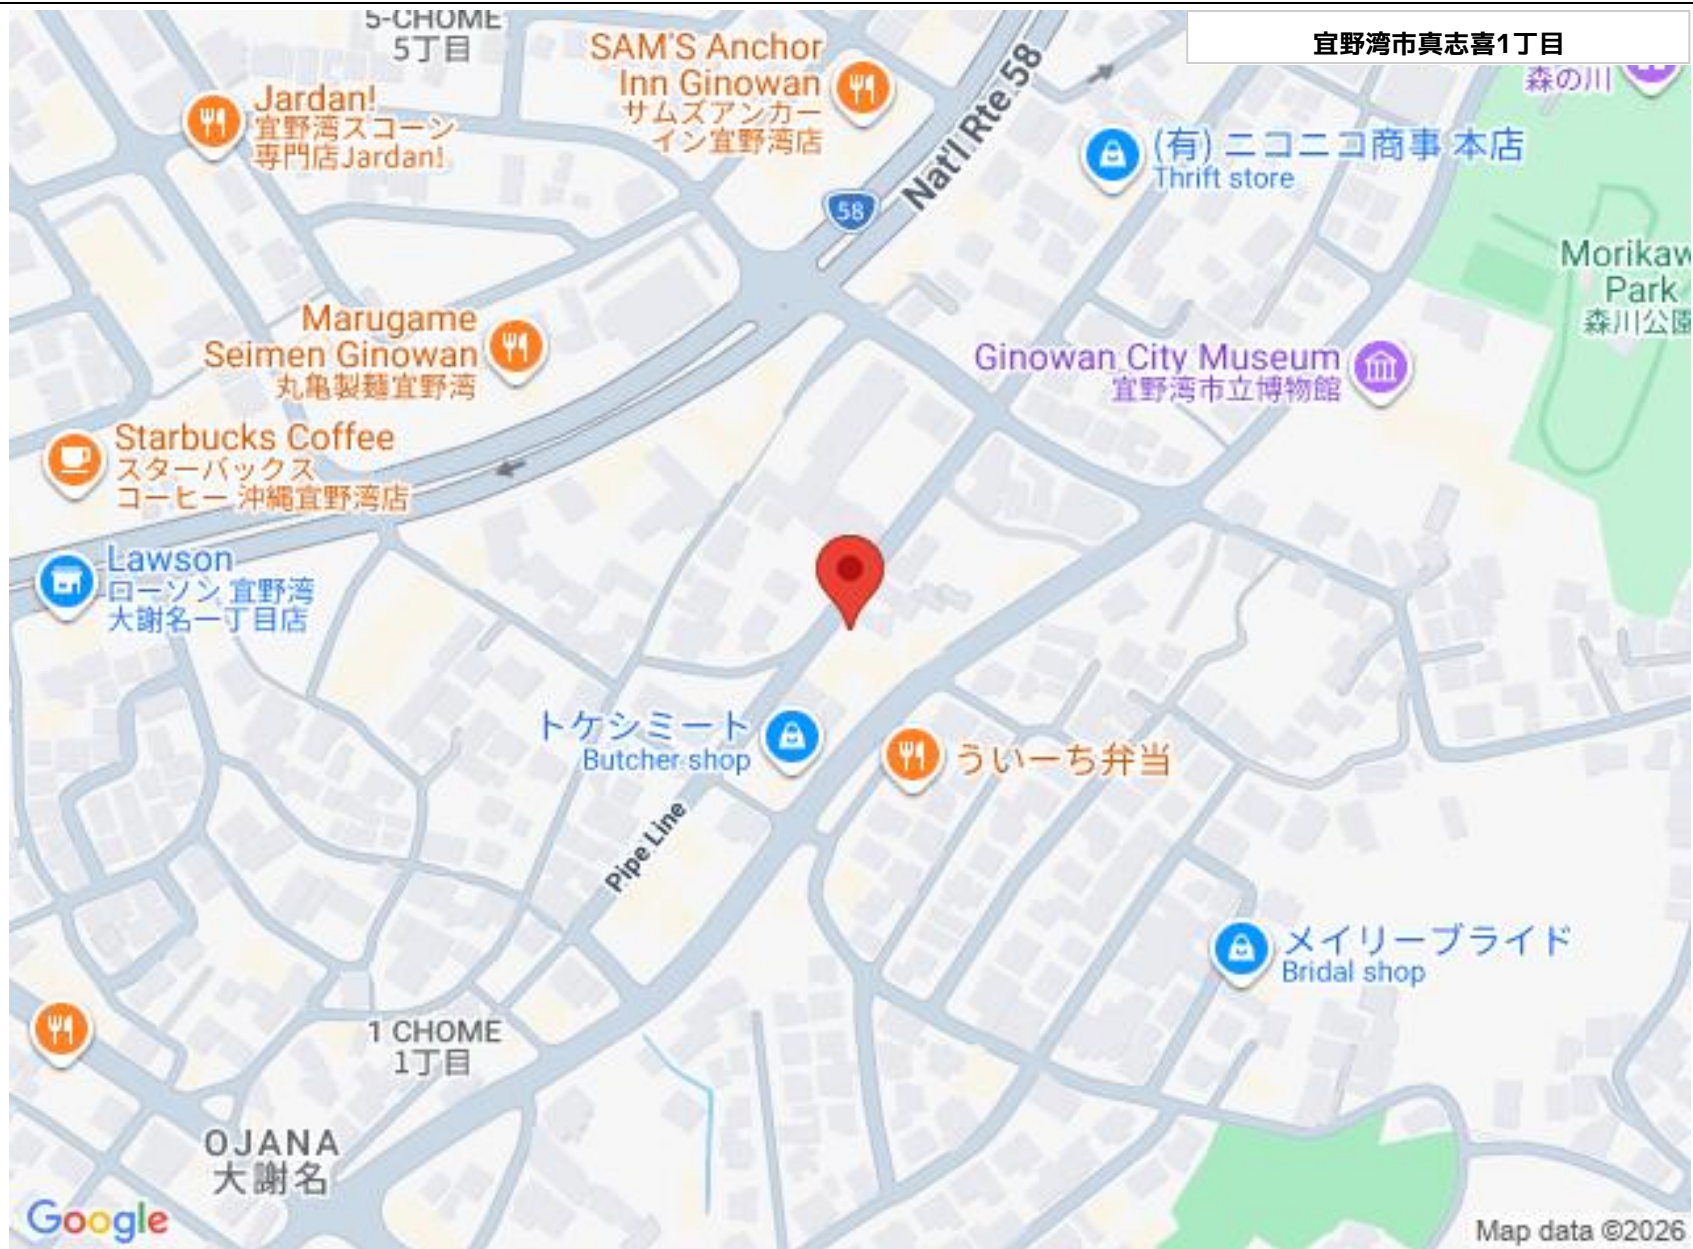 宜野湾市真志喜1丁目
5-CHOME
5丁目
SAM'S Anchor
Inn Ginowan
サムズアンカー
イン宜野湾店
Nat'l Rte 58
58
森の川
Jardan!
宜野湾スコーン
専門店Jardan!
(有) ニコニコ商事 本店
Thrift store
Morikaw
Park
森川公園
Marugame
Seimen Ginowan
丸亀製麺宜野湾
Ginowan City Museum
宜野湾市立博物館
Starbucks Coffee
スターバックス
コーヒー 沖縄宜野湾店
Lawson
ローソン 宜野湾
大謝名一丁目店
トケシミート
Butcher shop
ういーち弁当
Pipe Line
メイリーブライド
Bridal shop
1 CHOME
1丁目
OJANA
大謝名
Google
Map data ©2026